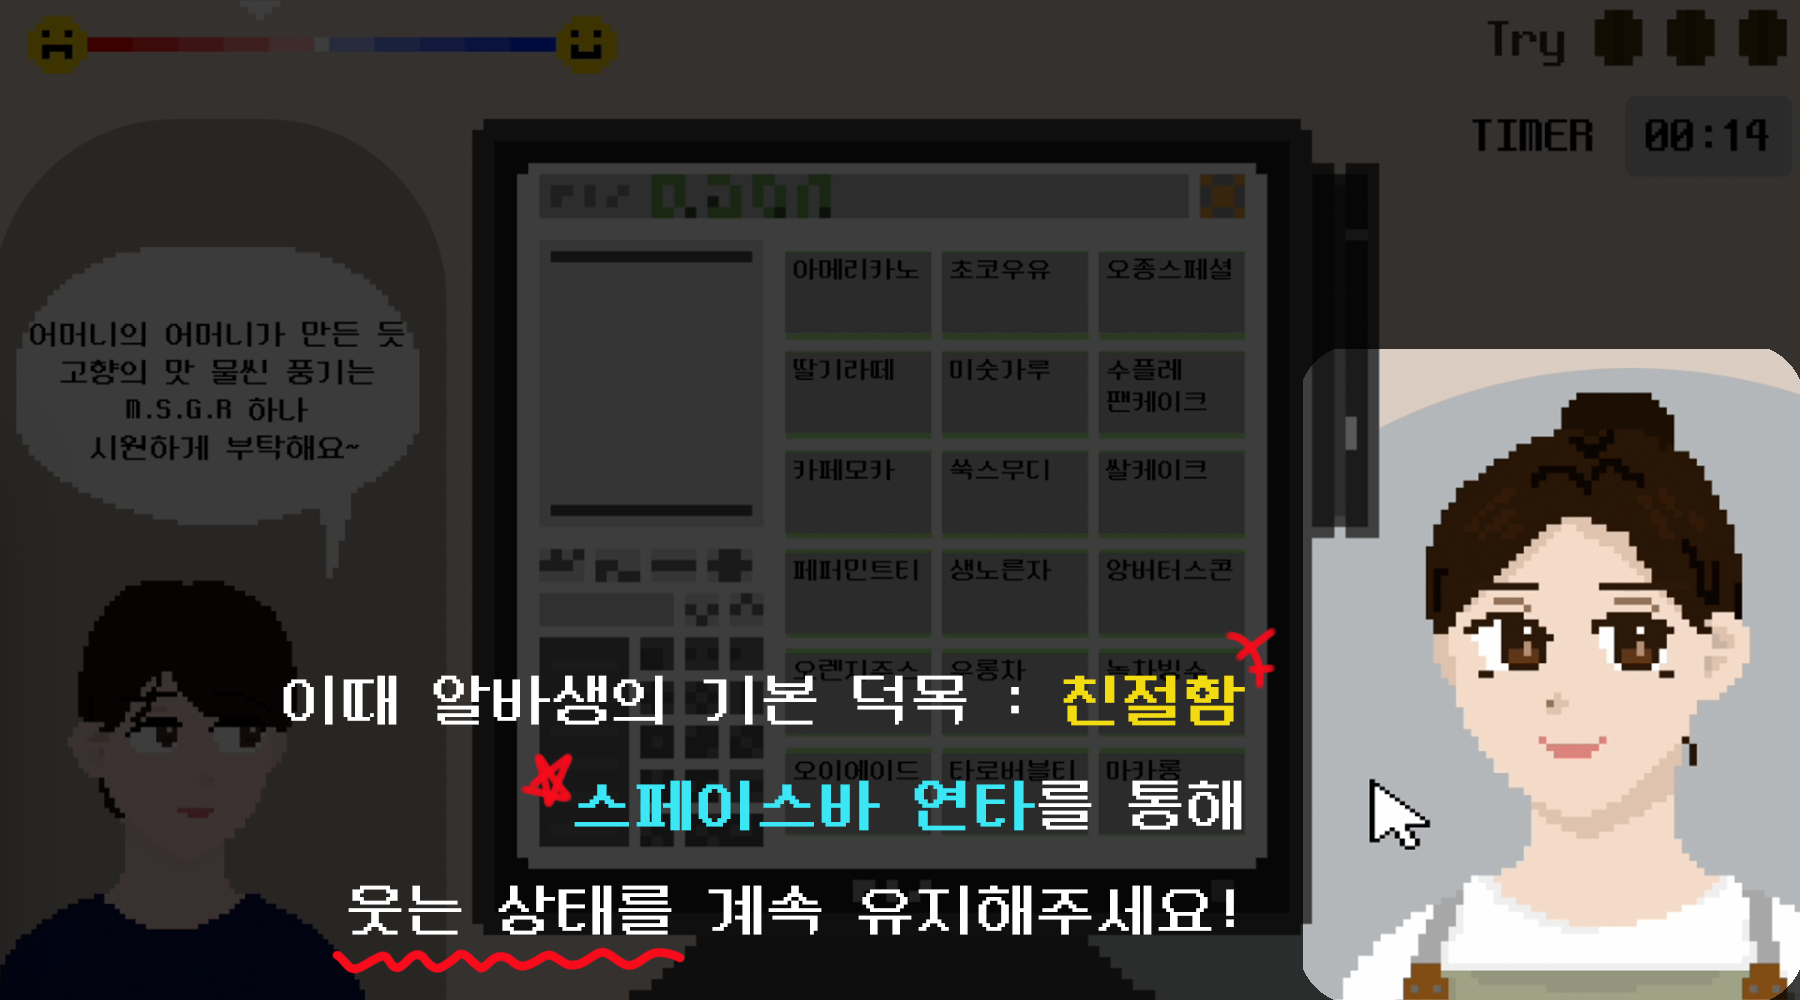 Try
TIMER 00:14
어머니의 어머니가 만든 듯
고향의 맛 물씬 풍기는
M.S.G.R 하나
시원하게 부탁해요~
아메리카노 초코우유 오종스페셜
딸기라떼 미숫가루 수플레
팬케이크
카페모카 쑥스무디 쌀케이크
페퍼민트티 생노른자 앙버터스콘
오렌지주스 우롱차 녹차빙수
오이에이드 타로버블티 마카롱
이때 알바생의 기본 덕목 : 친절함
스페이스바 연타를 통해
웃는 상태를 계속 유지해주세요!